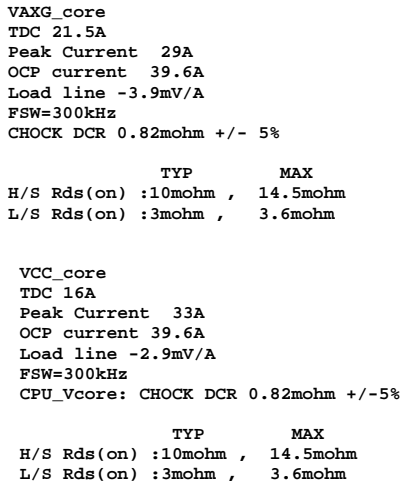 VAXG_core
TDC 21.5A
Peak Current 29A
OCP current 39.6A
Load line -3.9mV/A
FSW=300kHz
CHOCK DCR 0.82mohm +/- 5%
TYP MAX
H/S Rds(on) :10mohm , 14.5mohm
L/S Rds(on) :3mohm , 3.6mohm
VCC_core
TDC 16A
Peak Current 33A
OCP current 39.6A
Load line -2.9mV/A
FSW=300kHz
CPU_Vcore: CHOCK DCR 0.82mohm +/-5%
TYP MAX
H/S Rds(on) :10mohm , 14.5mohm
L/S Rds(on) :3mohm , 3.6mohm